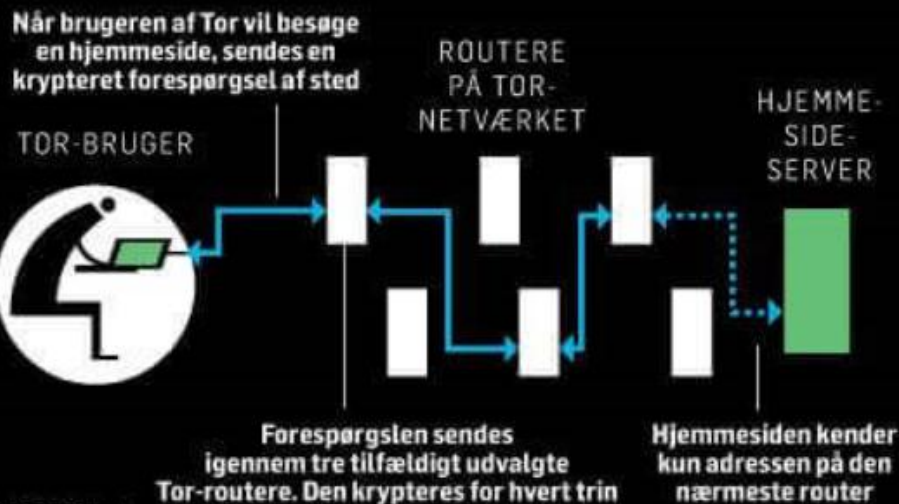 Når brugeren af Tor vil besøge
en hjemmeside, sendes en
krypteret forespørgsel af sted
ROUTERE
PÅ TOR-
NETVÆRKET
HJEMME-
SIDE-
SERVER
TOR-BRUGER
Forespørgslen sendes
igennem tre tilfældigt udvalgte
Tor-routere. Den krypteres for hvert trin
Hjemmesiden kender
kun adressen på den
nærmeste router